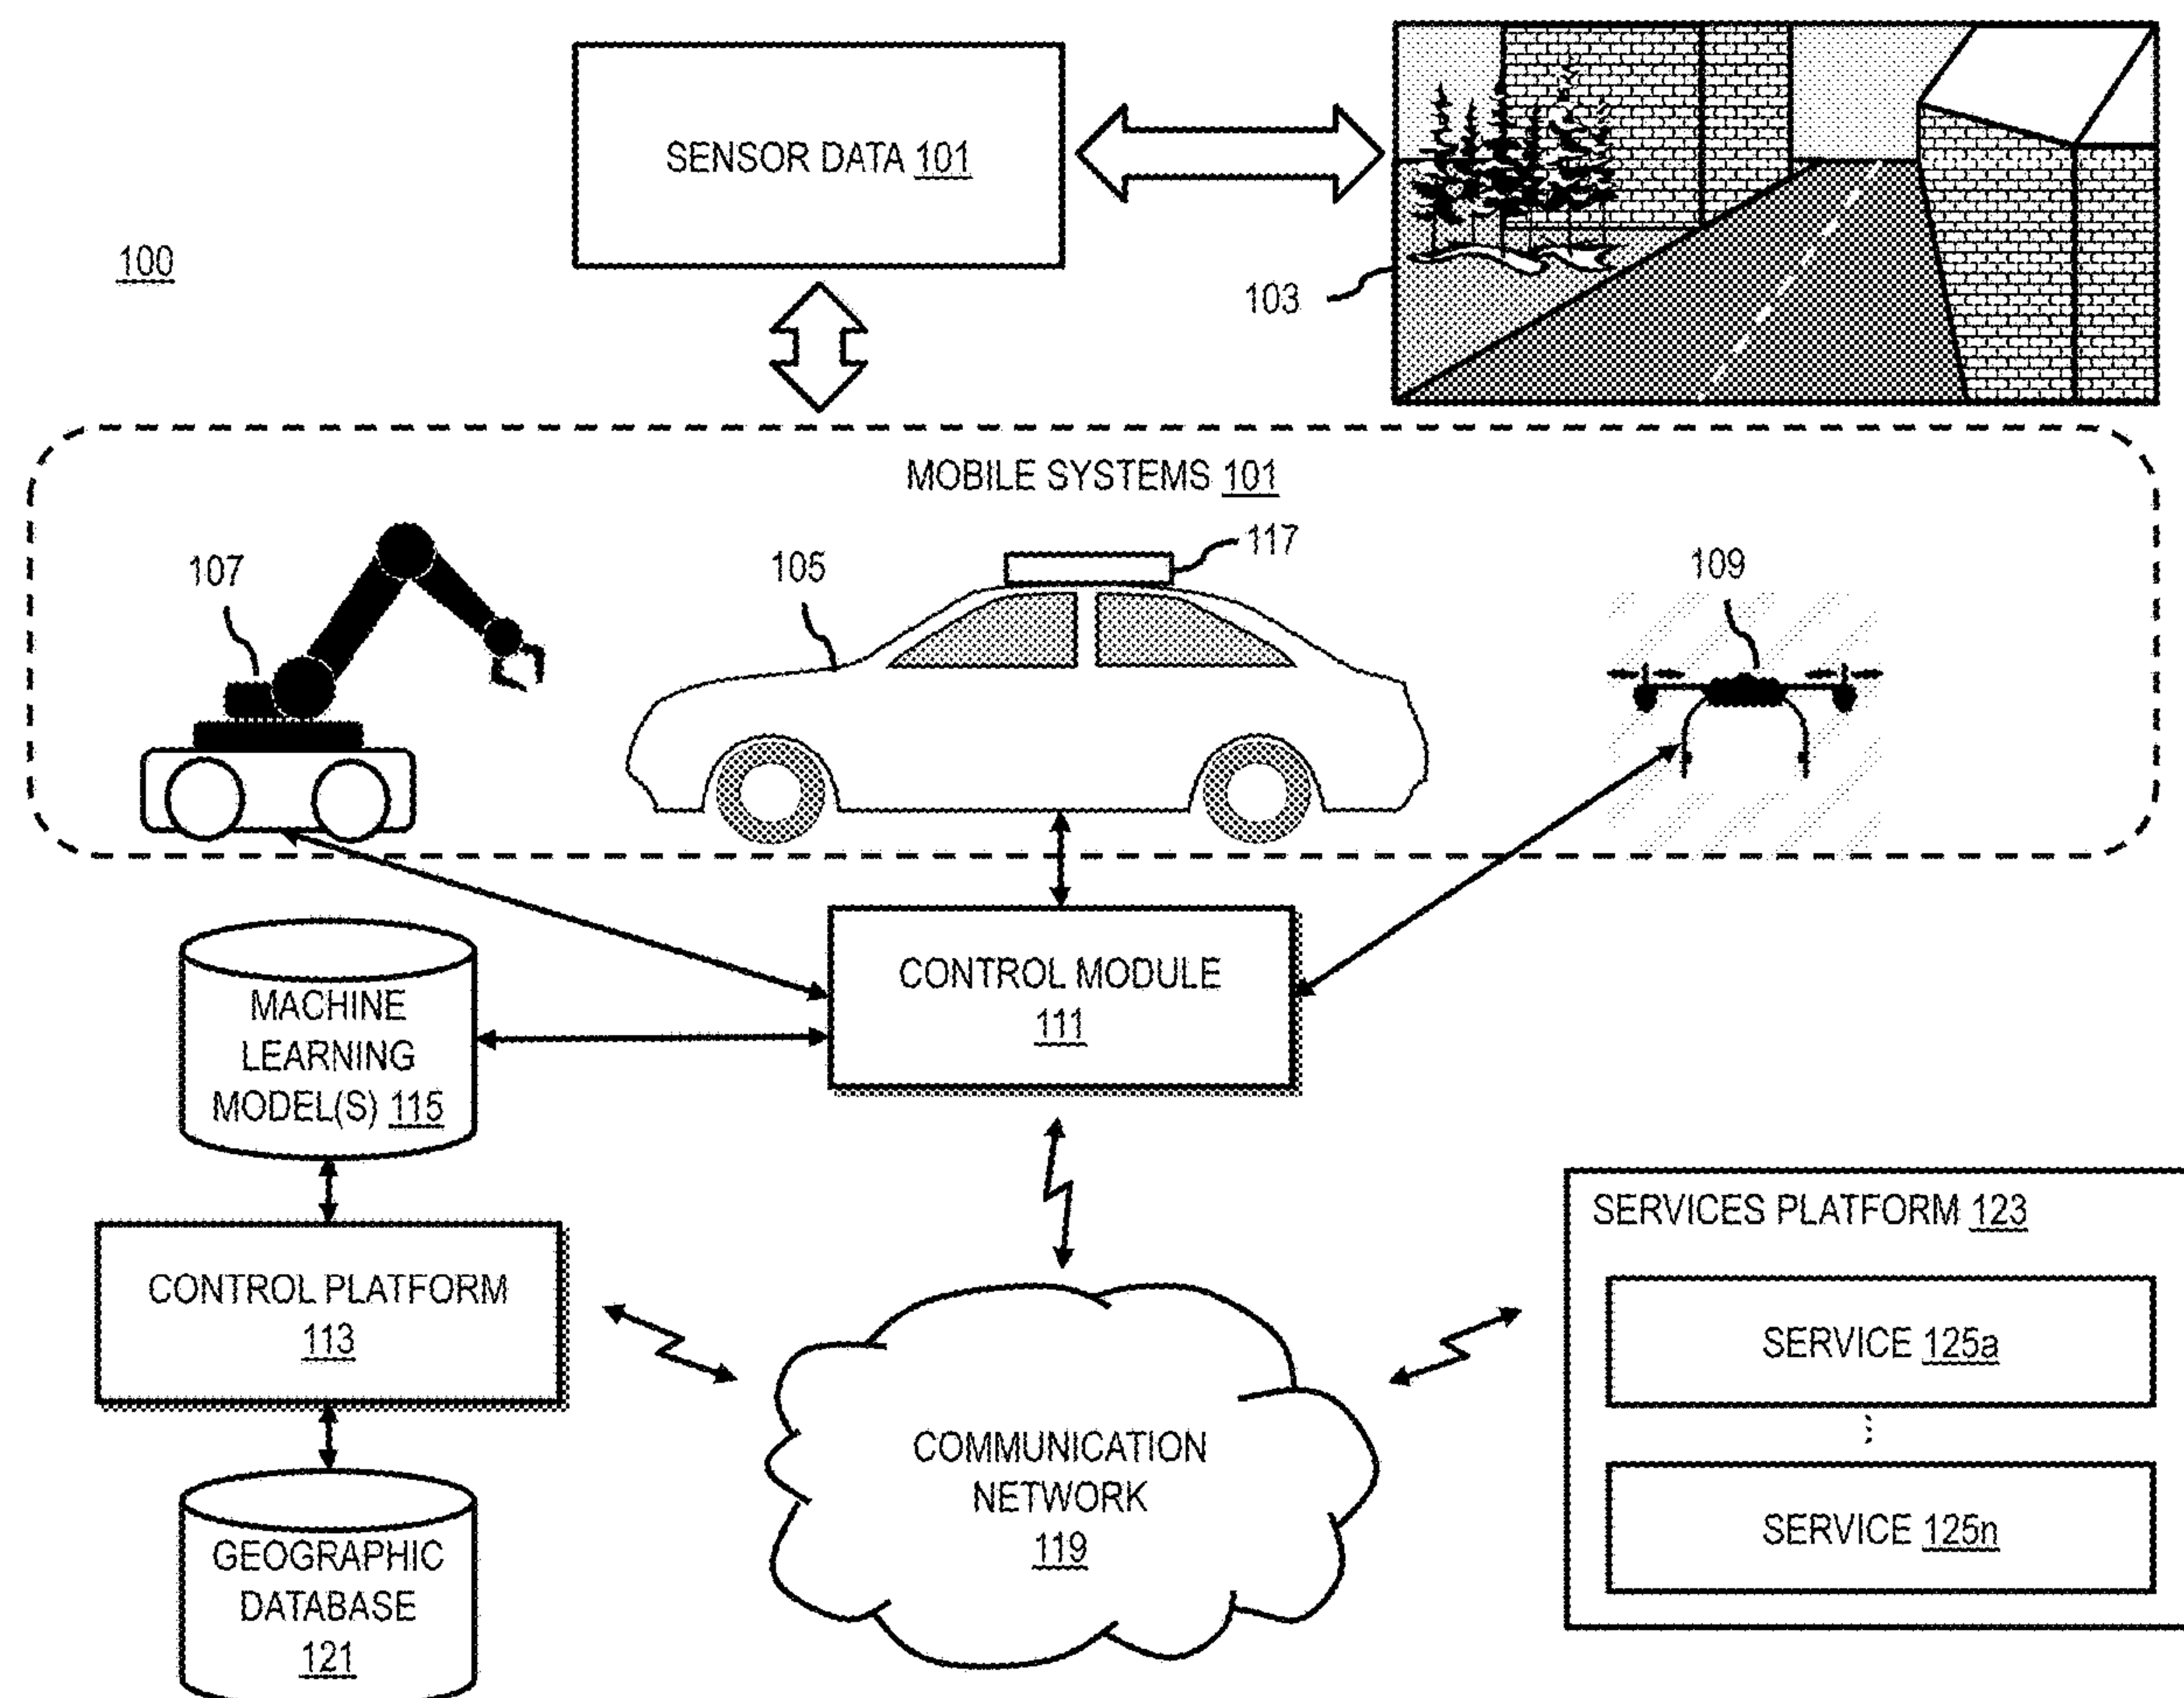 SENSOR DATA 101
100
103
MOBILE SYSTEMS 101
117
107
105
109
CONTROL MODULE
111
MACHINE
LEARNING
MODEL(S) 115
SERVICES PLATFORM 123
CONTROL PLATFORM
113
SERVICE 125a
⋮
COMMUNICATION
NETWORK
119
SERVICE 125n
GEOGRAPHIC
DATABASE
121